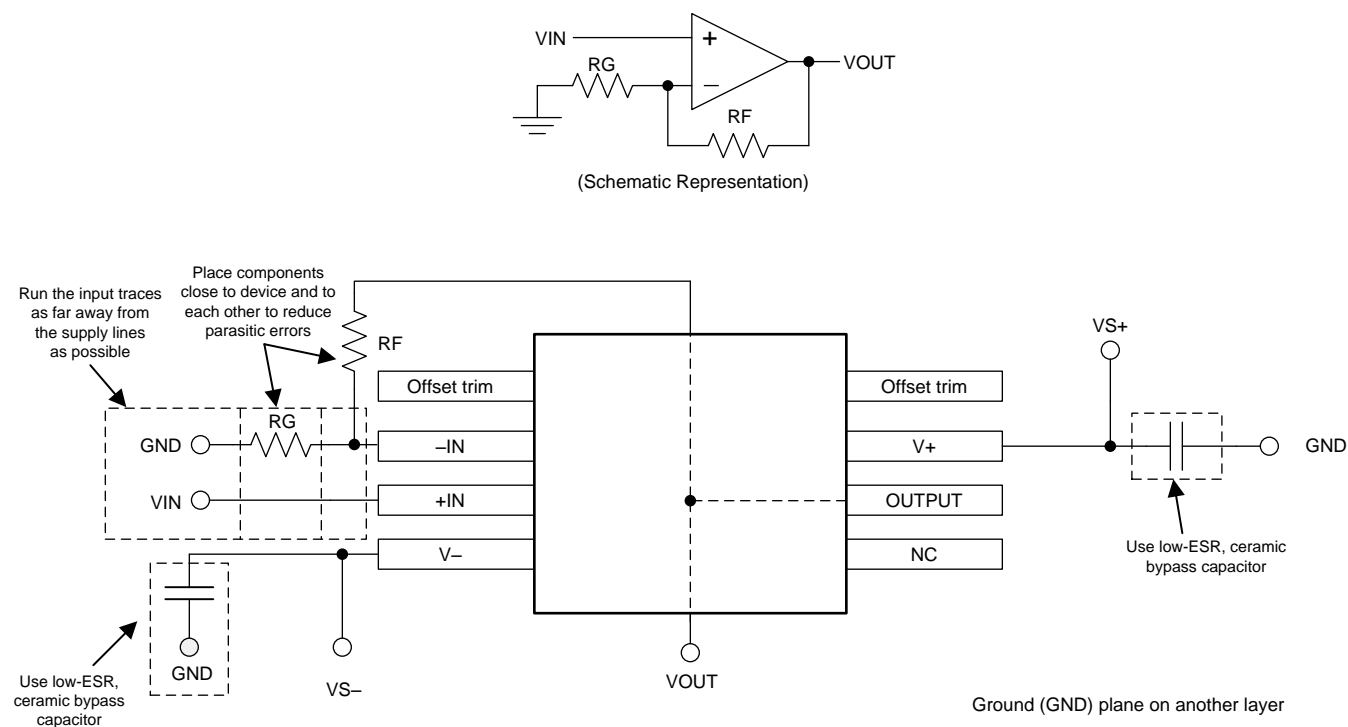 VIN
+
VOUT
RG
–
RF
(Schematic Representation)
Place components
close to device and to
each other to reduce
parasitic errors
Run the input traces
as far away from
the supply lines
as possible
RF
VS+
Offset trim
Offset trim
RG
GND
–IN
V+
GND
VIN
+IN
OUTPUT
V–
NC
Use low-ESR, ceramic
bypass capacitor
GND
VS–
VOUT
Use low-ESR,
ceramic bypass
capacitor
Ground (GND) plane on another layer